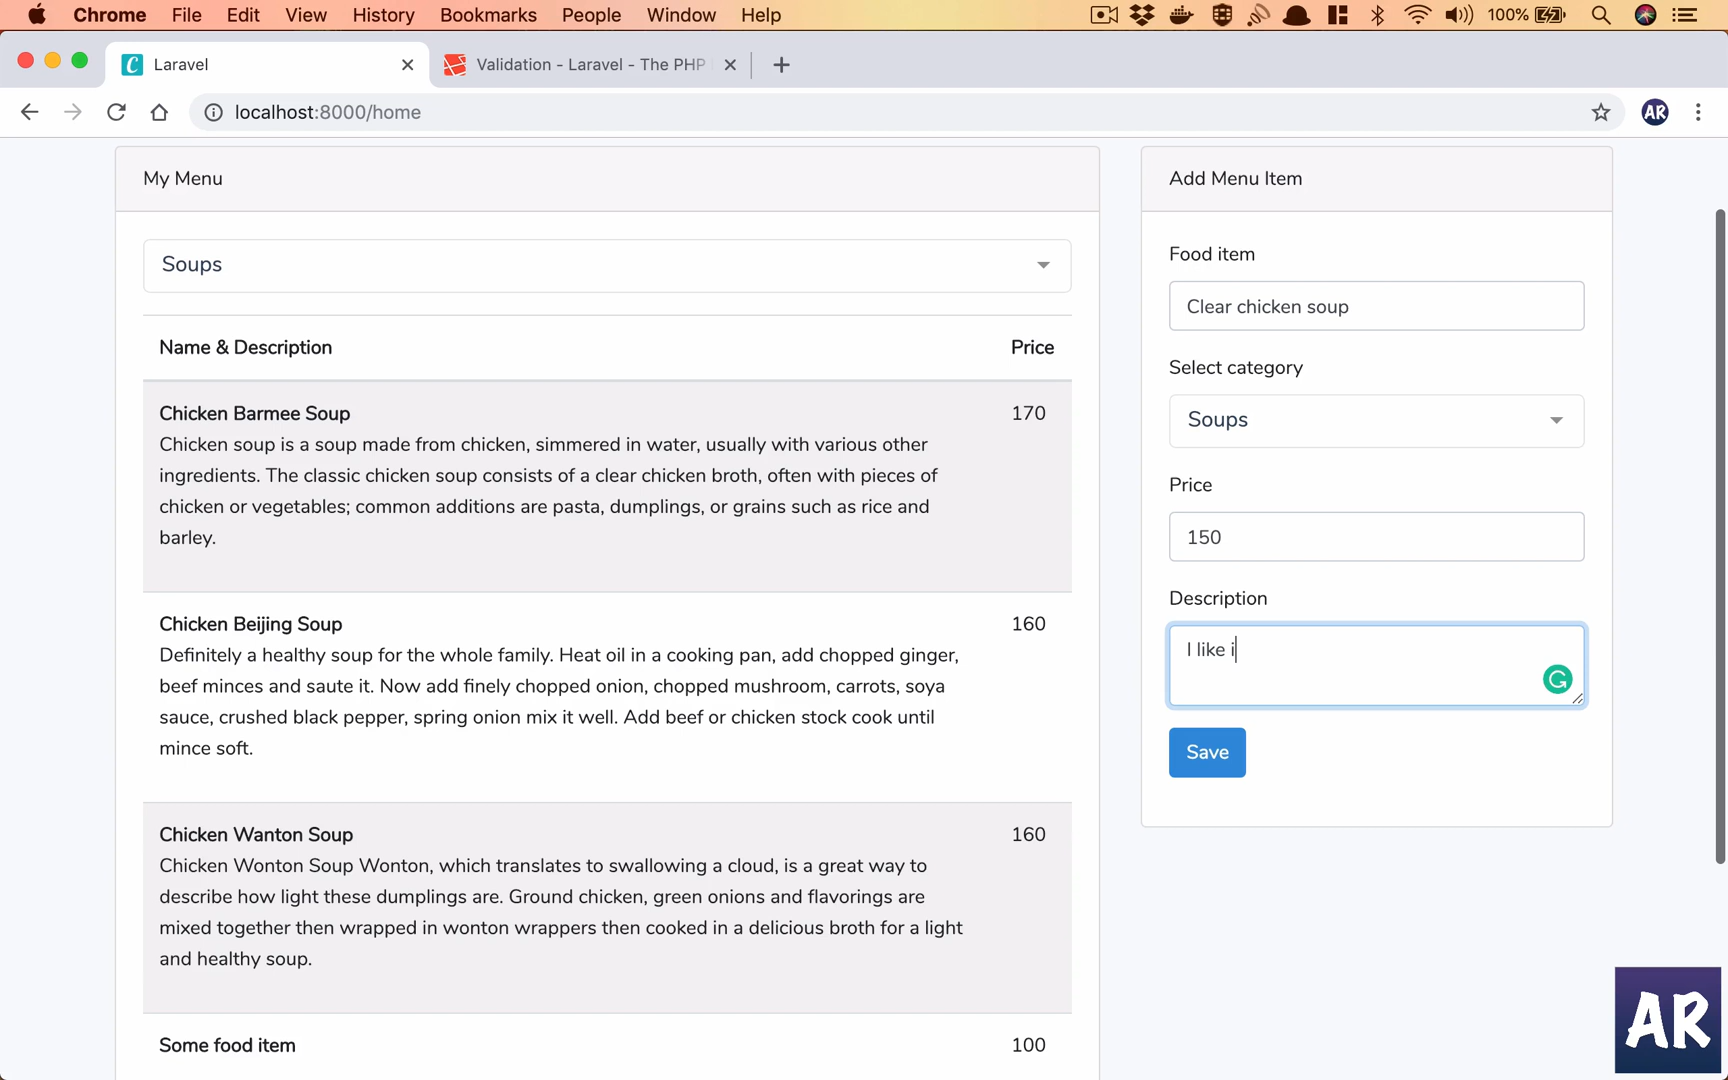 Chrome File Edit View History Bookmarks People Window Help 100%
Laravel Validation - Laravel - The PHP
localhost:8000/home AR
My Menu
Soups
Name & Description Price
Chicken Barmee Soup 170
Chicken soup is a soup made from chicken, simmered in water, usually with various other
ingredients. The classic chicken soup consists of a clear chicken broth, often with pieces of
chicken or vegetables; common additions are pasta, dumplings, or grains such as rice and
barley.
Chicken Beijing Soup 160
Definitely a healthy soup for the whole family. Heat oil in a cooking pan, add chopped ginger,
beef minces and saute it. Now add finely chopped onion, chopped mushroom, carrots, soya
sauce, crushed black pepper, spring onion mix it well. Add beef or chicken stock cook until
mince soft.
Chicken Wanton Soup 160
Chicken Wonton Soup Wonton, which translates to swallowing a cloud, is a great way to
describe how light these dumplings are. Ground chicken, green onions and flavorings are
mixed together then wrapped in wonton wrappers then cooked in a delicious broth for a light
and healthy soup.
Some food item 100
Add Menu Item
Food item
Clear chicken soup
Select category
Soups
Price
150
Description
I like i
Save
AR